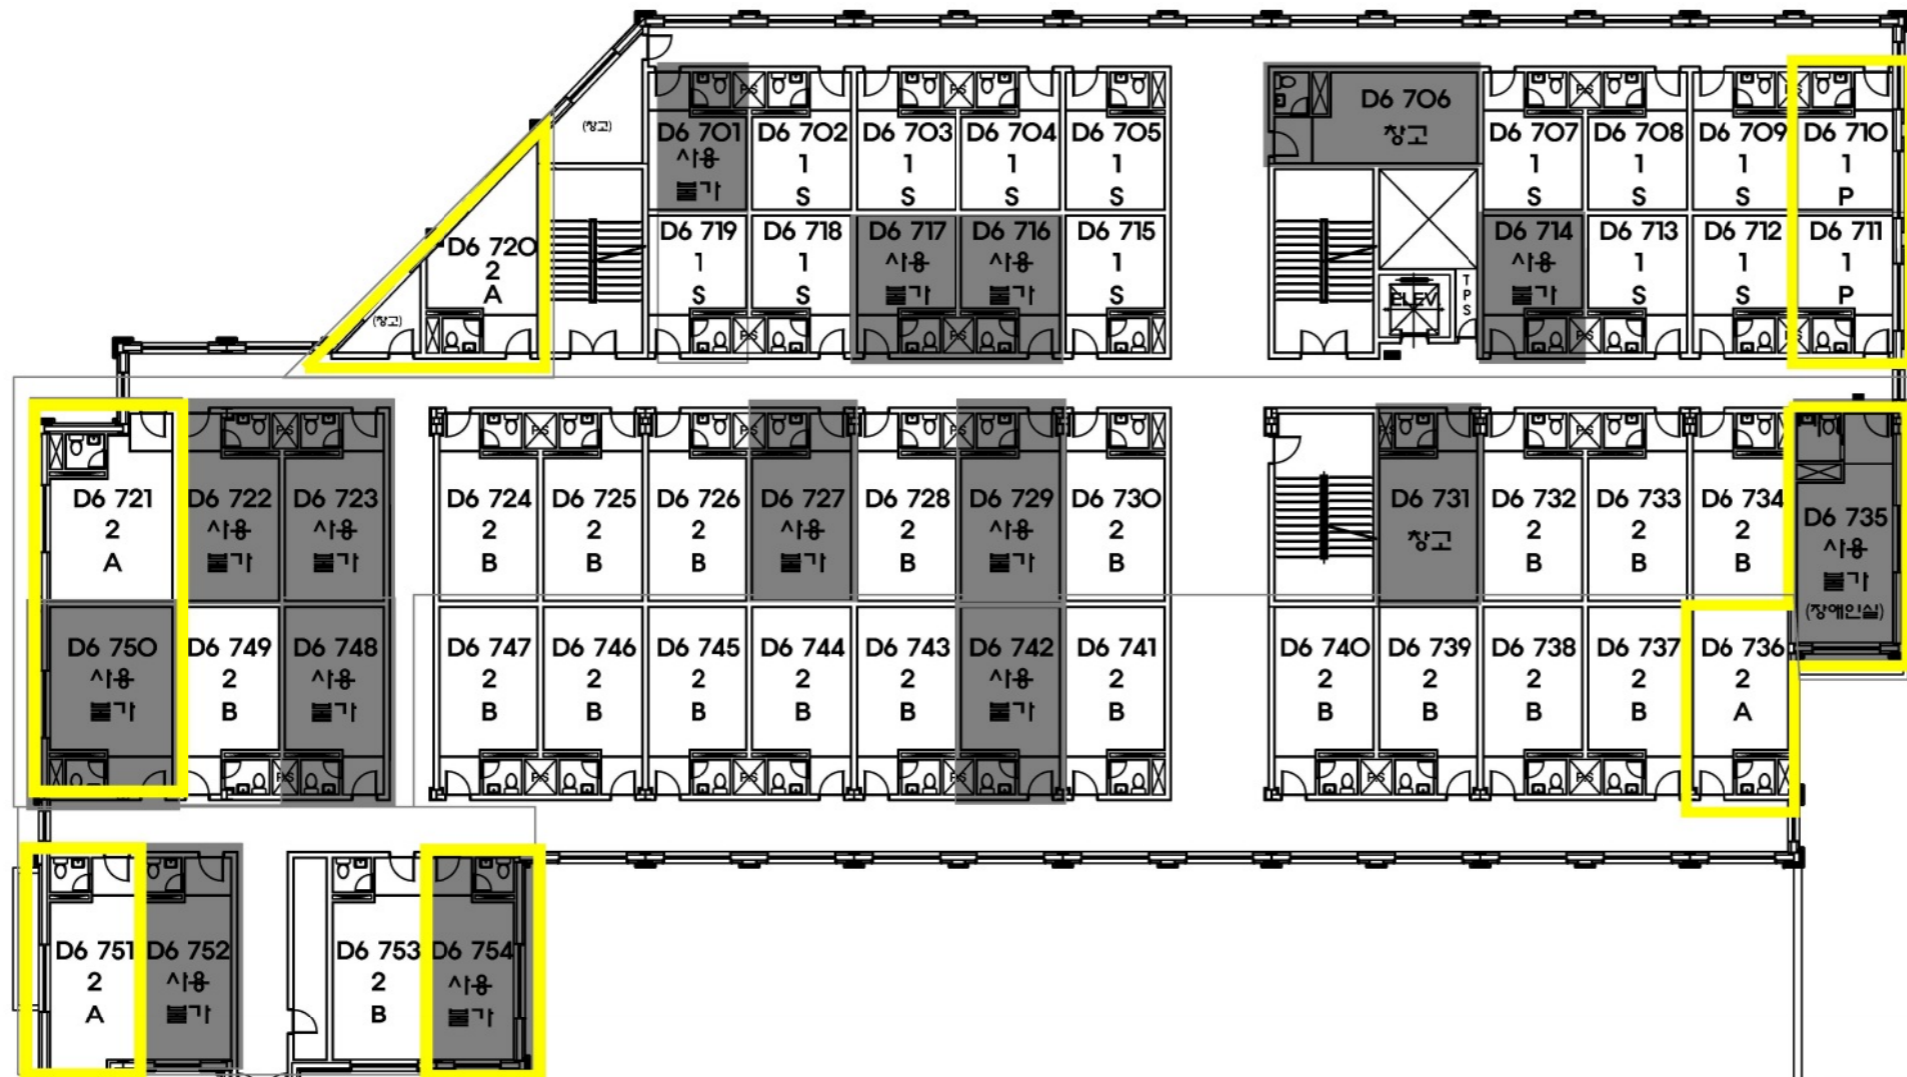 (창고)
D6 701
사용
불가
D6 702
1
S
D6 703
1
S
D6 704
1
S
D6 705
1
S
D6 706
창고
D6 707
1
S
D6 708
1
S
D6 709
1
S
D6 710
1
P
D6 720
2
A
(창고)
D6 719
1
S
D6 718
1
S
D6 717
사용
불가
D6 716
사용
불가
D6 715
1
S
ELEV
TPS
D6 714
사용
불가
D6 713
1
S
D6 712
1
S
D6 711
1
P
D6 721
2
A
D6 722
사용
불가
D6 723
사용
불가
D6 724
2
B
D6 725
2
B
D6 726
2
B
D6 727
사용
불가
D6 728
2
B
D6 729
사용
불가
D6 730
2
B
D6 731
창고
D6 732
2
B
D6 733
2
B
D6 734
2
B
D6 735
사용
불가
(장애인실)
D6 750
사용
불가
D6 749
2
B
D6 748
사용
불가
D6 747
2
B
D6 746
2
B
D6 745
2
B
D6 744
2
B
D6 743
2
B
D6 742
사용
불가
D6 741
2
B
D6 740
2
B
D6 739
2
B
D6 738
2
B
D6 737
2
B
D6 736
2
A
D6 751
2
A
D6 752
사용
불가
D6 753
2
B
D6 754
사용
불가